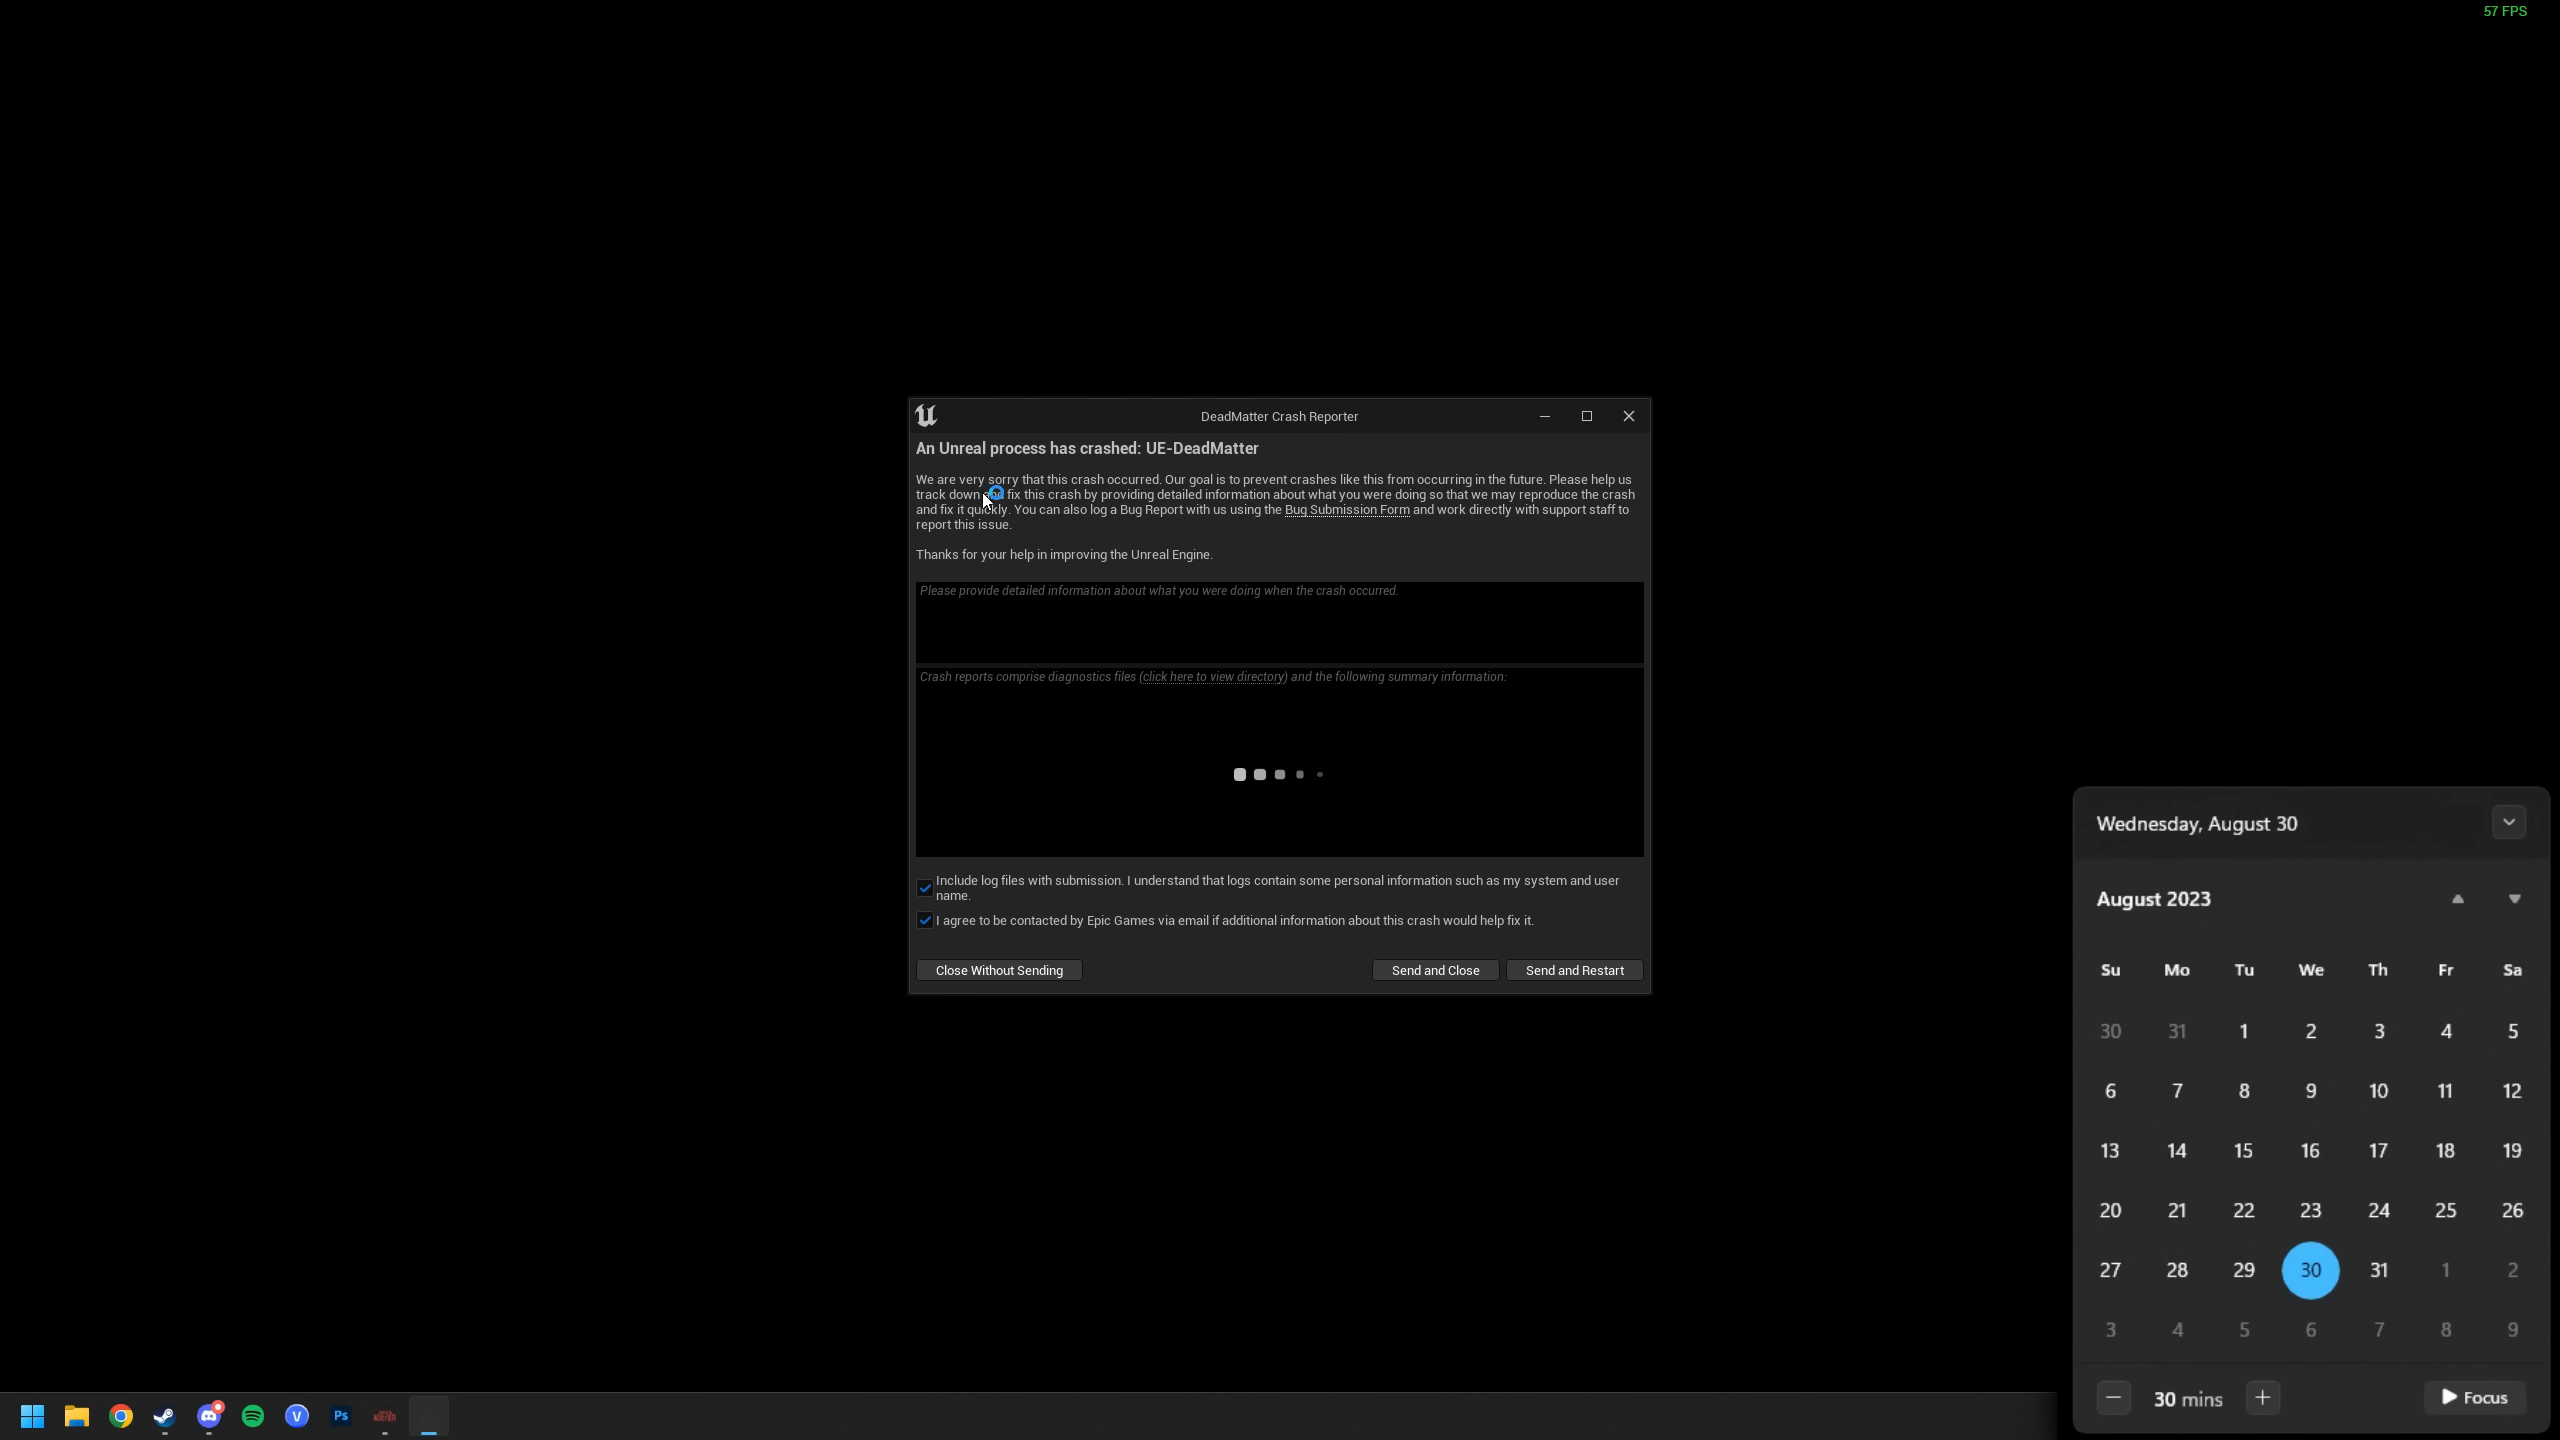 57 FPS
DeadMatter Crash Reporter
An Unreal process has crashed: UE-DeadMatter
We are very sorry that this crash occurred. Our goal is to prevent crashes like this from occurring in the future. Please help us
track down and fix this crash by providing detailed information about what you were doing so that we may reproduce the crash
and fix it quickly. You can also log a Bug Report with us using the Bug Submission Form and work directly with support staff to
report this issue.
Thanks for your help in improving the Unreal Engine.
Please provide detailed information about what you were doing when the crash occurred.
Crash reports comprise diagnostics files (click here to view directory) and the following summary information:
Include log files with submission. I understand that logs contain some personal information such as my system and user
name.
I agree to be contacted by Epic Games via email if additional information about this crash would help fix it.
Close Without Sending
Send and Close
Send and Restart
Wednesday, August 30
August 2023
Su Mo Tu We Th Fr Sa
30 31 1 2 3 4 5
6 7 8 9 10 11 12
13 14 15 16 17 18 19
20 21 22 23 24 25 26
27 28 29 30 31 1 2
3 4 5 6 7 8 9
30 mins
Focus
V
Ps
DEAD
MATTER